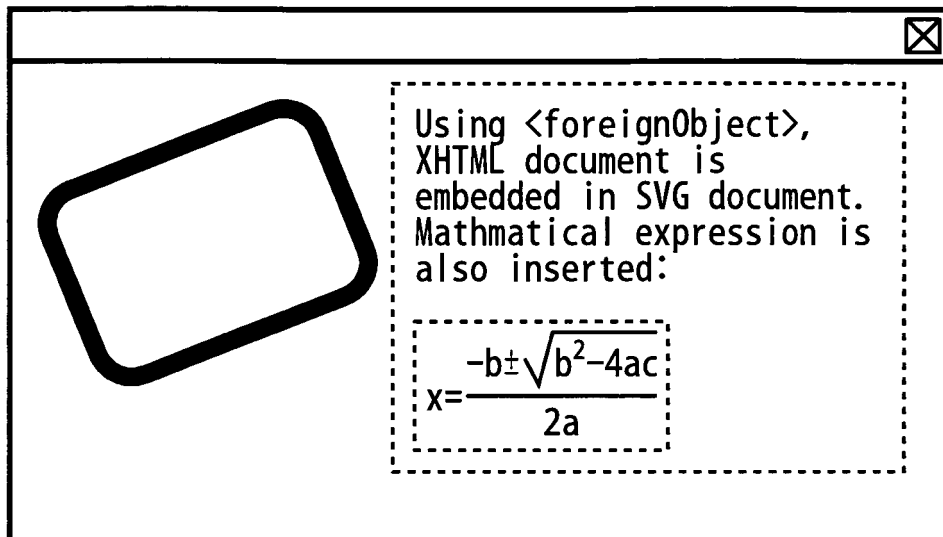 Using <foreignObject>,
XHTML document is
embedded in SVG document.
Mathmatical expression is
also inserted:
x=
-b±√b²-4ac
2a